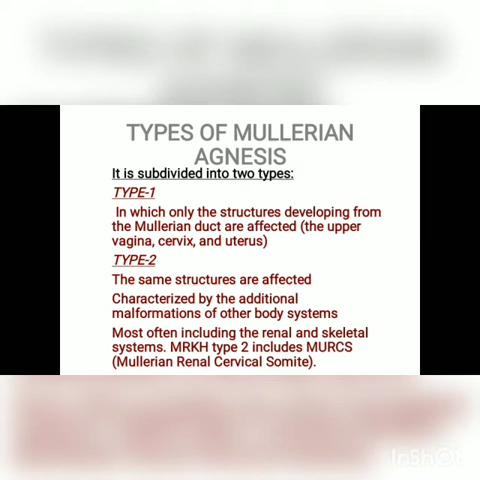 TYPES OF MULLERIAN
AGNESIS
It is subdivided into two types:
TYPE-1
In which only the structures developing from
the Mullerian duct are affected (the upper
vagina, cervix, and uterus)
TYPE-2
The same structures are affected
Characterized by the additional
malformations of other body systems
Most often including the renal and skeletal
systems. MRKH type 2 includes MURCS
(Mullerian Renal Cervical Somite).
InShOt